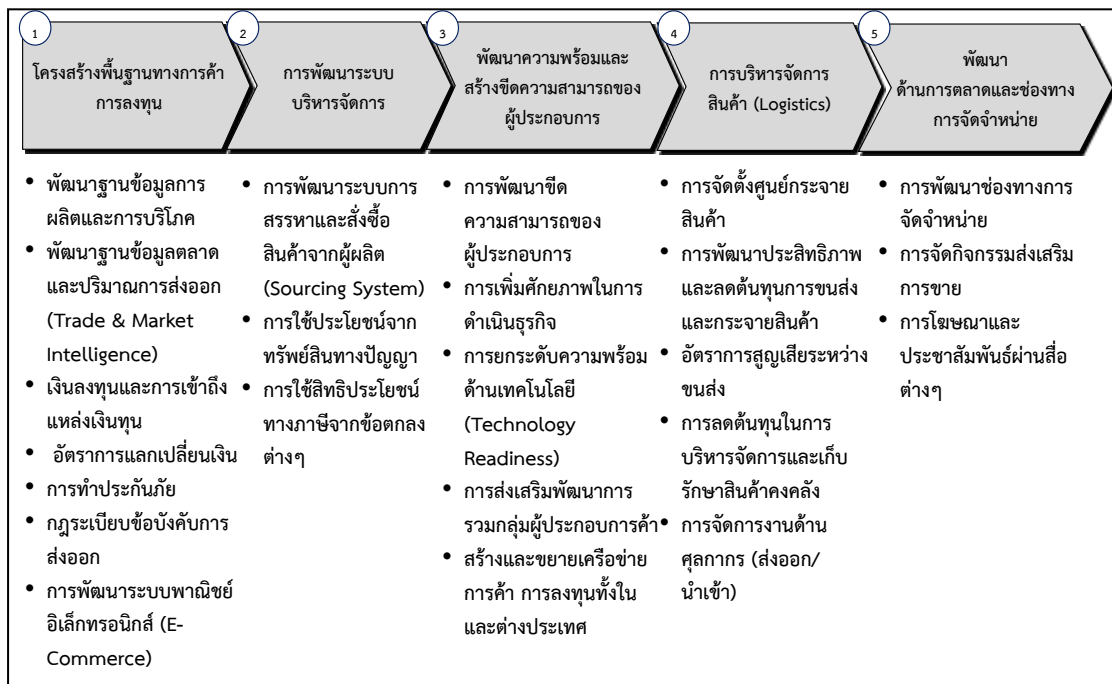 1
โครงสร้างพื้นฐานทางการค้า
การลงทุน
2
การพัฒนาระบบ
บริหารจัดการ
3
พัฒนาความพร้อมและ
สร้างขีดความสามารถของ
ผู้ประกอบการ
4
การบริหารจัดการ
สินค้า (Logistics)
5
พัฒนา
ด้านการตลาดและช่องทาง
การจัดจำหน่าย
• พัฒนาฐานข้อมูลการ
ผลิตและการบริโภค
• พัฒนาฐานข้อมูลตลาด
และปริมาณการส่งออก
(Trade & Market
Intelligence)
• เงินลงทุนและการเข้าถึง
แหล่งเงินทุน
• อัตราการแลกเปลี่ยนเงิน
• การทำประกันภัย
• กฎระเบียบข้อบังคับการ
ส่งออก
• การพัฒนาระบบพาณิชย์
อิเล็กทรอนิกส์ (E-
Commerce)
• การพัฒนาระบบการ
สรรหาและสั่งซื้อ
สินค้าจากผู้ผลิต
(Sourcing System)
• การใช้ประโยชน์จาก
ทรัพย์สินทางปัญญา
• การใช้สิทธิประโยชน์
ทางภาษีจากข้อตกลง
ต่างๆ
• การพัฒนาขีด
ความสามารถของ
ผู้ประกอบการ
• การเพิ่มศักยภาพในการ
ดำเนินธุรกิจ
• การยกระดับความพร้อม
ด้านเทคโนโลยี
(Technology
Readiness)
• การส่งเสริมพัฒนาการ
รวมกลุ่มผู้ประกอบการค้า
• สร้างและขยายเครือข่าย
การค้า การลงทุนทั้งใน
และต่างประเทศ
• การจัดตั้งศูนย์กระจาย
สินค้า
• การพัฒนาประสิทธิภาพ
และลดต้นทุนการขนส่ง
และกระจายสินค้า
• อัตราการสูญเสียระหว่าง
ขนส่ง
• การลดต้นทุนในการ
บริหารจัดการและเก็บ
รักษาสินค้าคงคลัง
• การจัดการงานด้าน
ศุลกากร (ส่งออก/
นำเข้า)
• การพัฒนาช่องทางการ
จัดจำหน่าย
• การจัดกิจกรรมส่งเสริม
การขาย
• การโฆษณาและ
ประชาสัมพันธ์ผ่านสื่อ
ต่างๆ